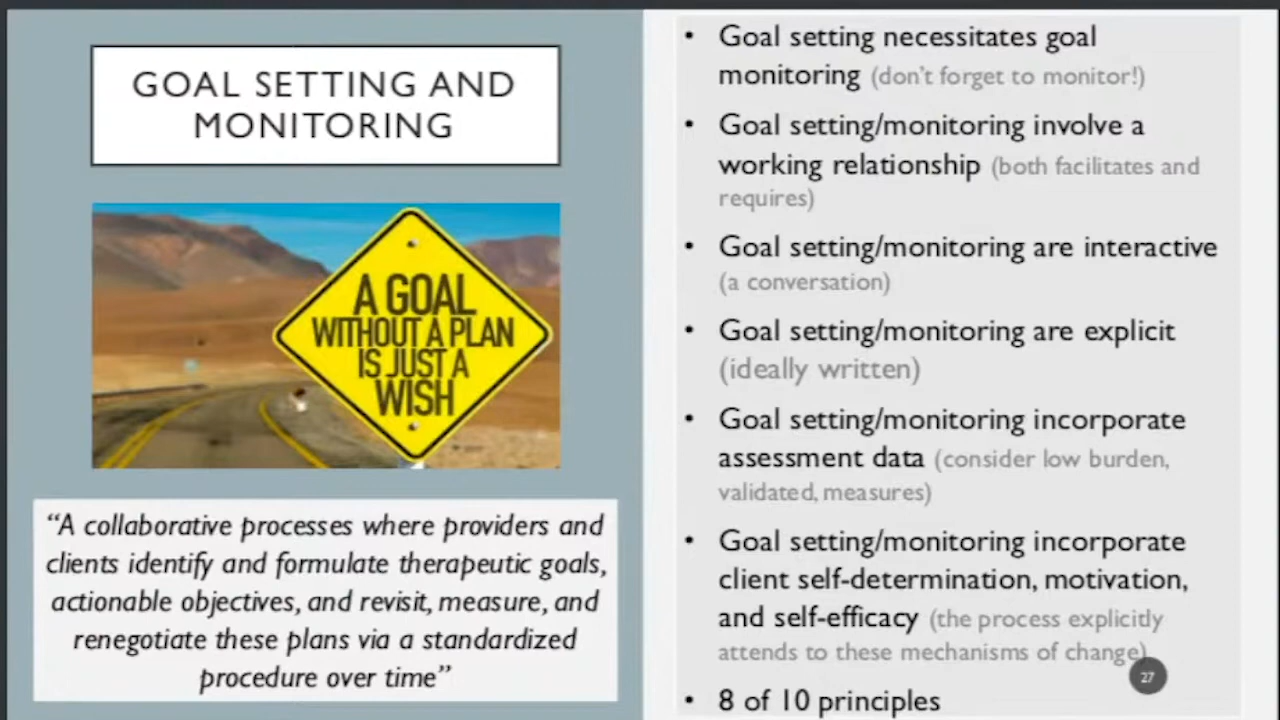 GOAL SETTING AND
MONITORING
A GOAL
WITHOUT A PLAN
IS JUST A
WISH
“A collaborative processes where providers and
clients identify and formulate therapeutic goals,
actionable objectives, and revisit, measure, and
renegotiate these plans via a standardized
procedure over time”
• Goal setting necessitates goal
monitoring (don't forget to monitor!)
• Goal setting/monitoring involve a
working relationship (both facilitates and
requires)
• Goal setting/monitoring are interactive
(a conversation)
• Goal setting/monitoring are explicit
(ideally written)
• Goal setting/monitoring incorporate
assessment data (consider low burden,
validated, measures)
• Goal setting/monitoring incorporate
client self-determination, motivation,
and self-efficacy (the process explicitly
attends to these mechanisms of change)
27
• 8 of 10 principles